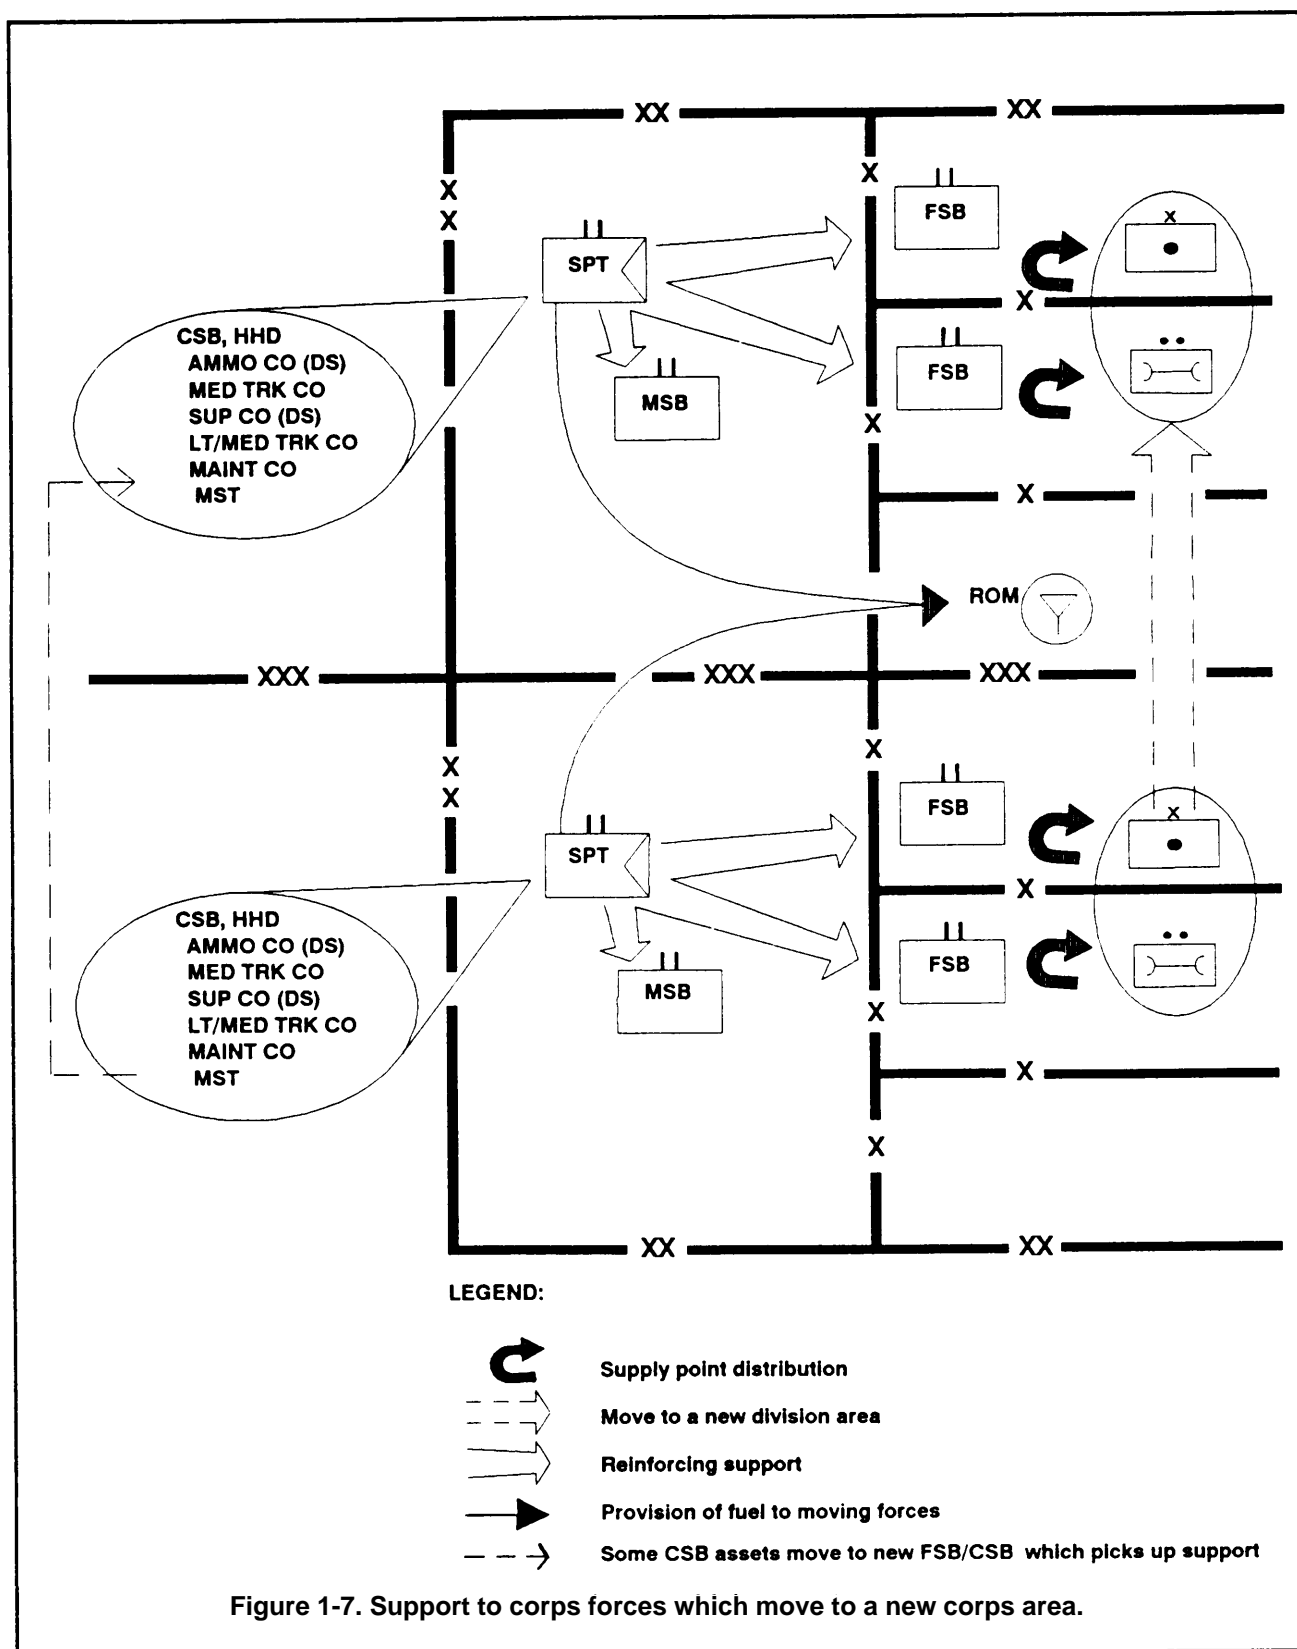 XX XX
X
X
X
FSB
X
SPT
X
CSB, HHD
AMMO CO (DS)
MED TRK CO
SUP CO (DS)
LT/MED TRK CO
MAINT CO
MST
MSB
FSB
X
X
ROM
XXX XXX XXX
X
X
X
FSB
X
SPT
X
CSB, HHD
AMMO CO (DS)
MED TRK CO
SUP CO (DS)
LT/MED TRK CO
MAINT CO
MST
MSB
FSB
X
X
X
XX XX
LEGEND:
Supply point distribution
Move to a new division area
Reinforcing support
Provision of fuel to moving forces
Some CSB assets move to new FSB/CSB which picks up support
Figure 1-7. Support to corps forces which move to a new corps area.